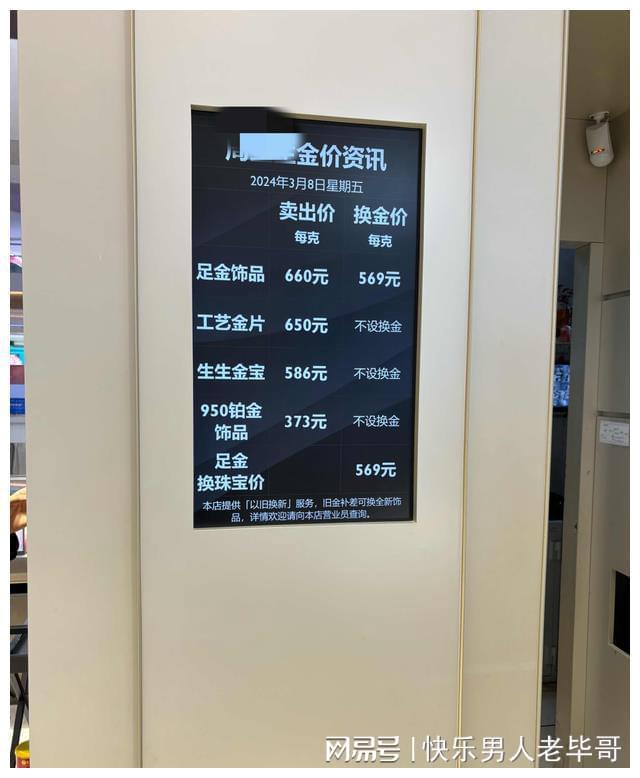 金价资讯
2024年3月8日星期五
卖出价 换金价
每克 每克
足金饰品 660元 569元
工艺金片 650元 不设换金
生生金宝 586元 不设换金
950铂金
饰品 373元 不设换金
足金
换珠宝价 569元
本店提供「以旧换新」服务，旧金补差可换全新饰
品，详情欢迎请向本店营业员查询。
网易号 | 快乐男人老毕哥